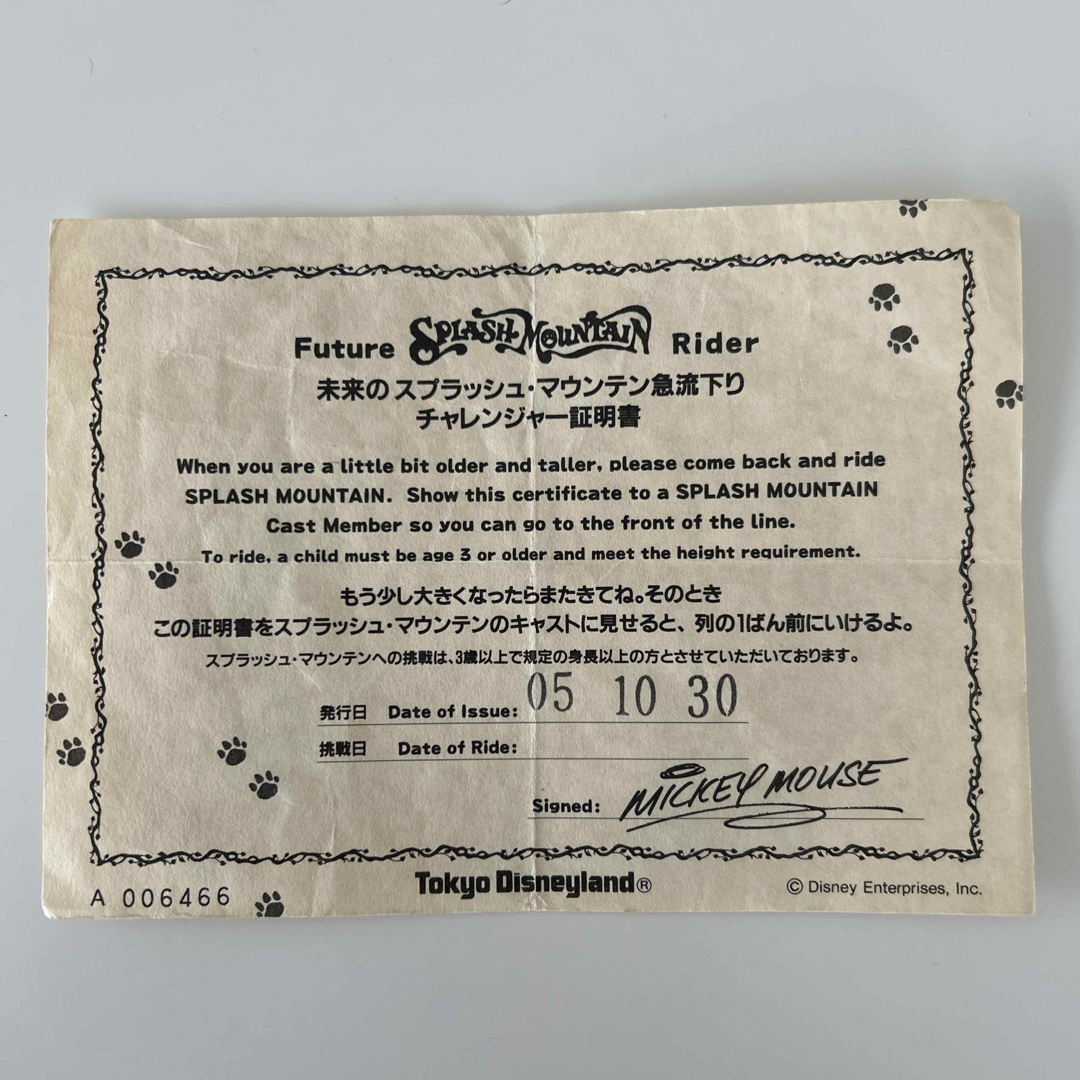 Future SPLASH MOUNTAIN Rider
未来のスプラッシュ・マウンテン急流下り
チャレンジャー証明書
When you are a little bit older and taller, please come back and ride
SPLASH MOUNTAIN. Show this certificate to a SPLASH MOUNTAIN
Cast Member so you can go to the front of the line.
To ride, a child must be age 3 or older and meet the height requirement.
もう少し大きくなったらまたきてね。そのとき
この証明書をスプラッシュ・マウンテンのキャストに見せると、列の1ばん前にいけるよ。
スプラッシュ・マウンテンへの挑戦は、3歳以上で規定の身長以上の方とさせていただいております。
発行日 Date of Issue: 05 10 30
挑戦日 Date of Ride:
Signed: MICKEY MOUSE
Tokyo Disneyland®
A 006466
© Disney Enterprises, Inc.